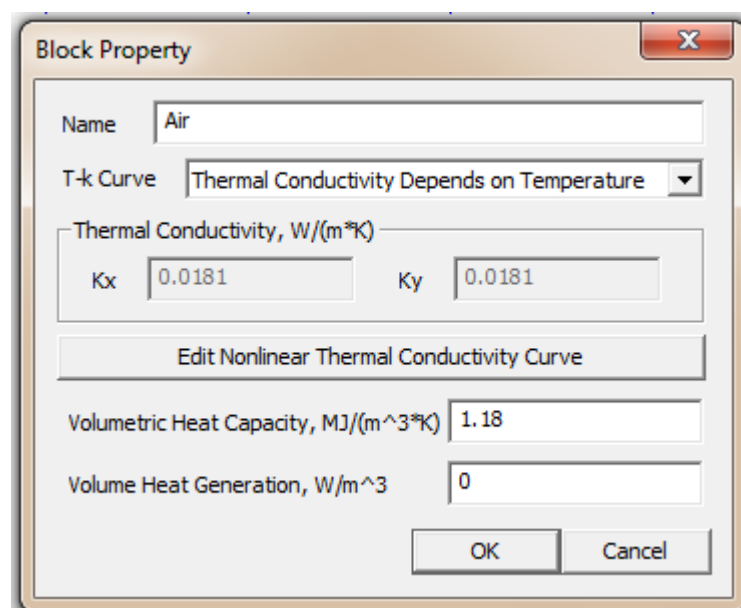 Block Property
Name Air
T-k Curve Thermal Conductivity Depends on Temperature
Thermal Conductivity, W/(m*K)
Kx 0.0181 Ky 0.0181
Edit Nonlinear Thermal Conductivity Curve
Volumetric Heat Capacity, MJ/(m^3*K) 1.18
Volume Heat Generation, W/m^3 0
OK Cancel